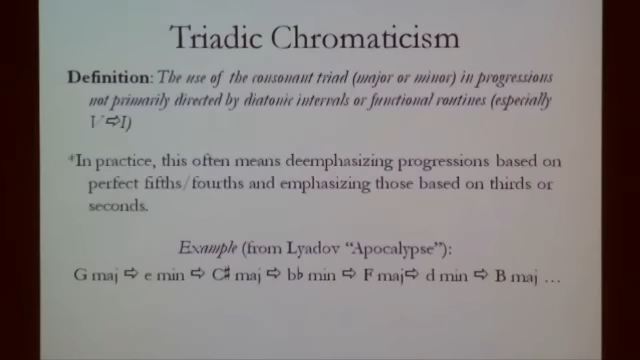 Triadic Chromaticism
Definition: The use of the consonant triad (major or minor) in progressions
not primarily directed by diatonic intervals or functional routines (especially
V⇨I)
*In practice, this often means deemphasizing progressions based on
perfect fifths/fourths and emphasizing those based on thirds or
seconds.
Example (from Lyadov “Apocalypse”):
G maj ⇨ e min ⇨ C♯ maj ⇨ b♭ min ⇨ F maj⇨ d min ⇨ B maj …